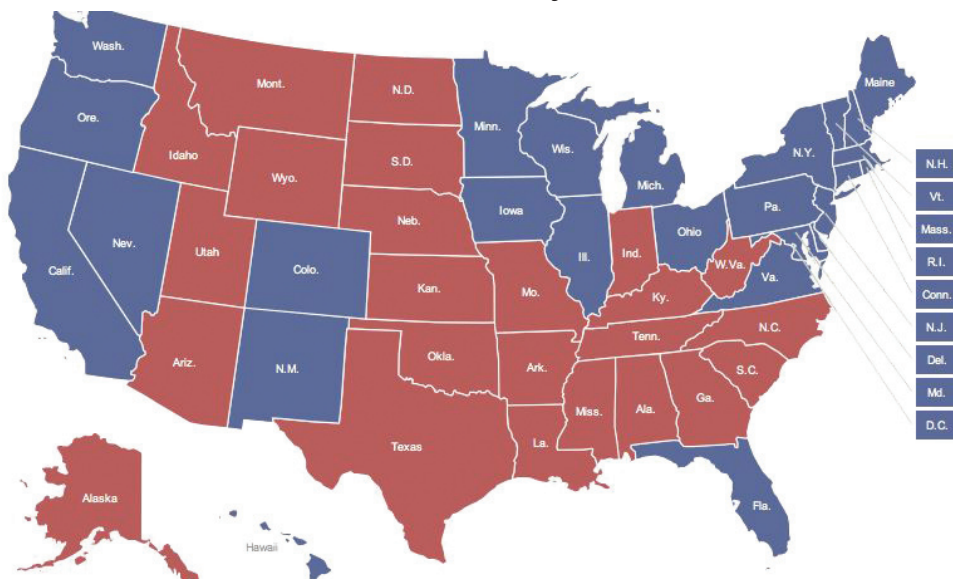 Wash.
Maine
Mont.
N.D.
Minn.
Ore.
Wis.
N.Y.
Idaho
S.D.
N.H.
Wyo.
Mich.
Vt.
Iowa
Pa.
Neb.
Mass.
Nev.
Ohio
Utah
Ill.
Ind.
R.I.
Calif.
Colo.
W.Va.
Va.
Kan.
Mo.
Conn.
Ky.
N.J.
N.C.
Tenn.
Okla.
Del.
Ariz.
Ark.
S.C.
N.M.
Md.
Ga.
Miss.
Ala.
D.C.
Texas
La.
Alaska
Fla.
Hawaii